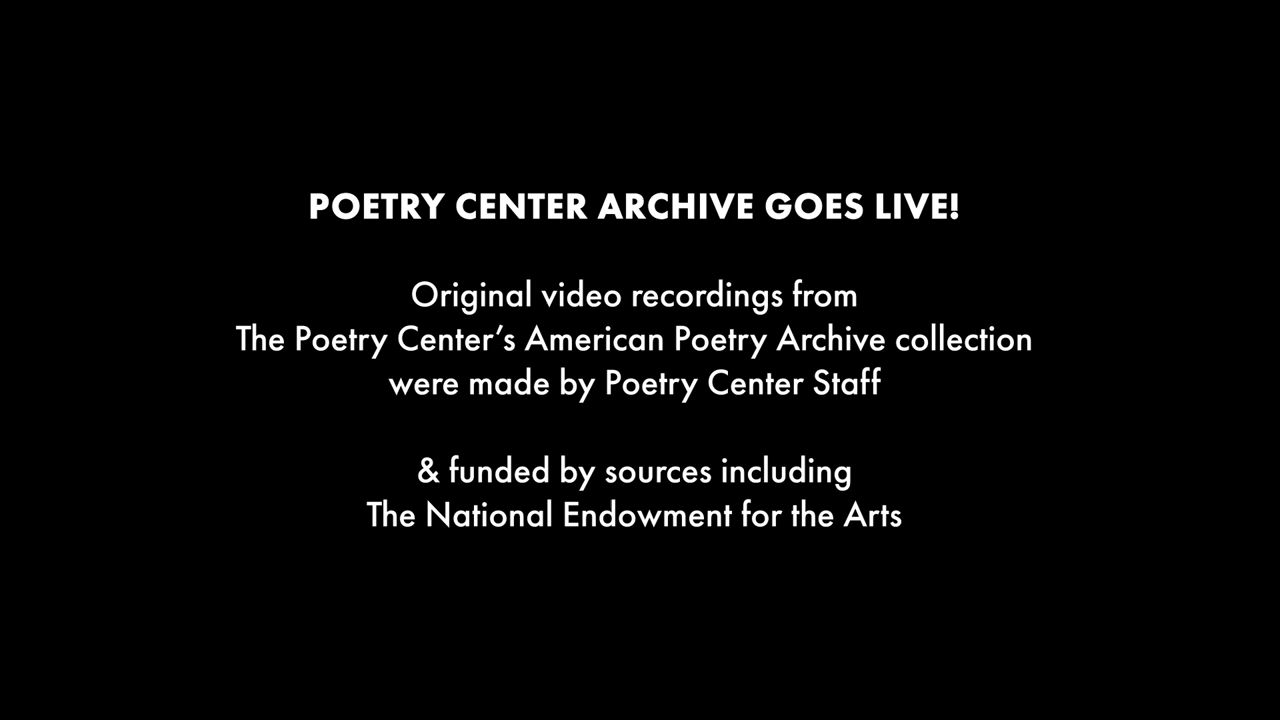 POETRY CENTER ARCHIVE GOES LIVE!
Original video recordings from
The Poetry Center’s American Poetry Archive collection
were made by Poetry Center Staff
& funded by sources including
The National Endowment for the Arts